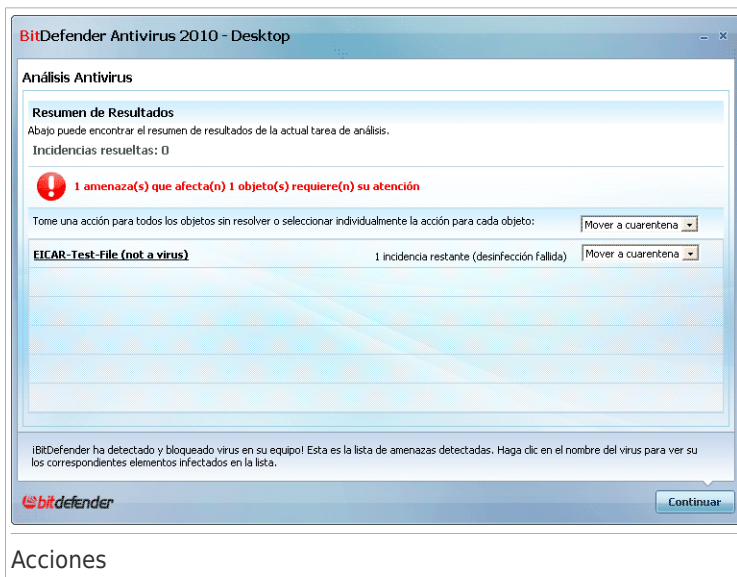 BitDefender Antivirus 2010 - Desktop
Análisis Antivirus
Resumen de Resultados
Abajo puede encontrar el resumen de resultados de la actual tarea de análisis.
Incidencias resueltas: 0
1 amenaza(s) que afecta(n) 1 objeto(s) requiere(n) su atención
Tome una acción para todos los objetos sin resolver o seleccionar individualmente la acción para cada objeto: Mover a cuarentena
EICAR-Test-File (not a virus) 1 incidencia restante (desinfección fallida) Mover a cuarentena
¡BitDefender ha detectado y bloqueado virus en su equipo! Esta es la lista de amenazas detectadas. Haga clic en el nombre del virus para ver su
los correspondientes elementos infectados en la lista.
bitdefender
Continuar
Acciones